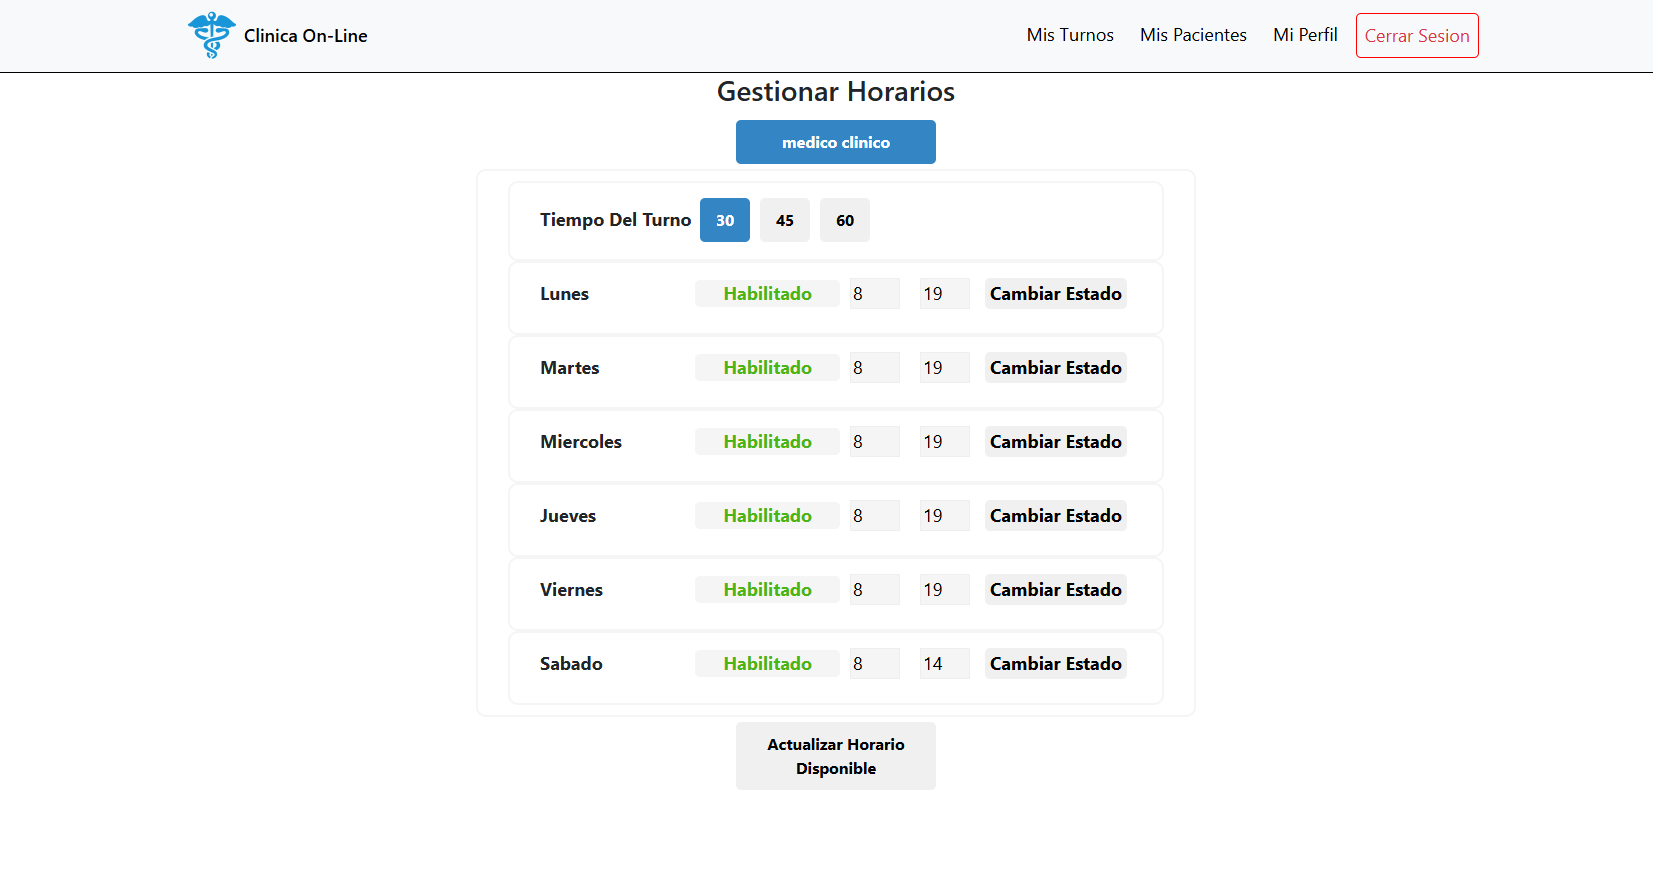 Clinica On-Line
Mis Turnos Mis Pacientes Mi Perfil Cerrar Sesion
Gestionar Horarios
medico clinico
Tiempo Del Turno 30 45 60
Lunes Habilitado 8 19 Cambiar Estado
Martes Habilitado 8 19 Cambiar Estado
Miercoles Habilitado 8 19 Cambiar Estado
Jueves Habilitado 8 19 Cambiar Estado
Viernes Habilitado 8 19 Cambiar Estado
Sabado Habilitado 8 14 Cambiar Estado
Actualizar Horario
Disponible